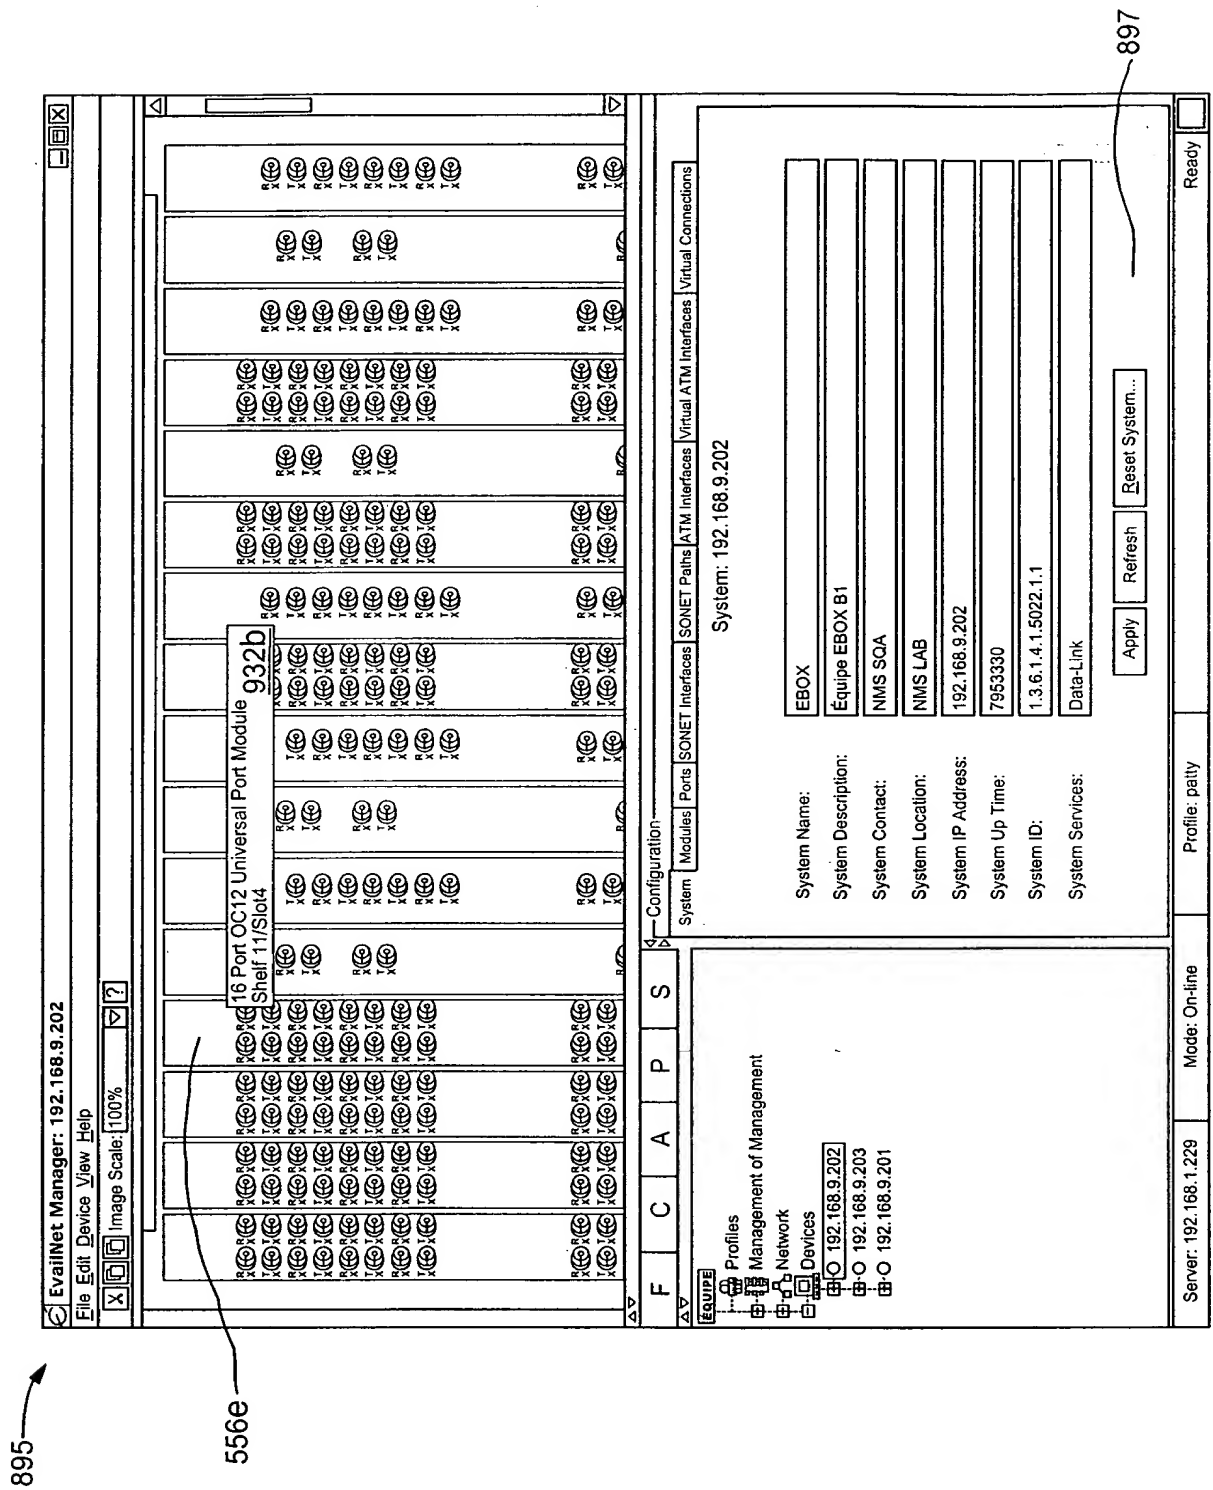 895
EvailNet Manager: 192.168.9.202
File Edit Device View Help
Image Scale: 100%
?
556e
16 Port OC12 Universal Port Module
Shelf 11/Slot4
932b
F C A P S
ÉQUIPE
Profiles
Management of Management
Network
Devices
192.168.9.202
192.168.9.203
192.168.9.201
Configuration
System Modules Ports SONET Interfaces SONET Paths ATM Interfaces Virtual ATM Interfaces Virtual Connections
System: 192.168.9.202
System Name: EBOX
System Description: Équipe EBOX B1
System Contact: NMS SQA
System Location: NMS LAB
System IP Address: 192.168.9.202
System Up Time: 7953330
System ID: 1.3.6.1.4.1.5022.1.1
System Services: Data-Link
Apply Refresh Reset System...
897
Server: 192.168.1.229 Mode: On-line Profile: patty Ready